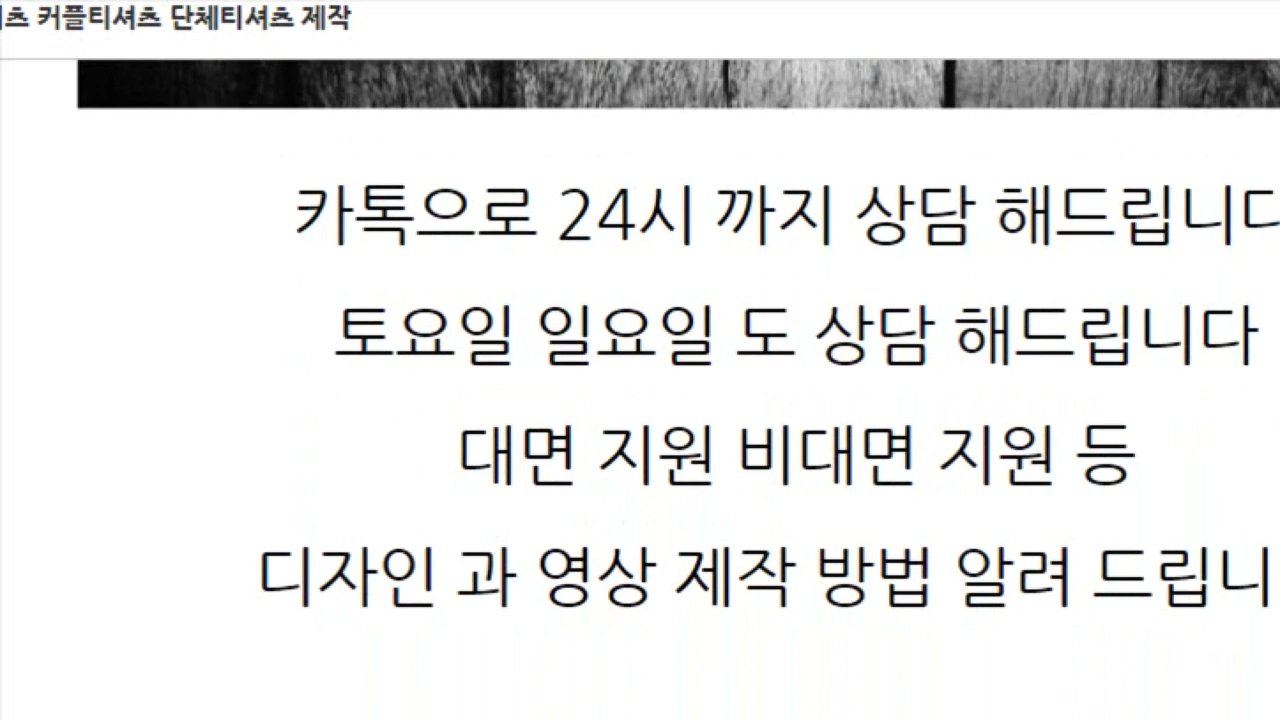 츠 커플티셔츠 단체티셔츠 제작
카톡으로 24시 까지 상담 해드립니다
토요일 일요일 도 상담 해드립니다
대면 지원 비대면 지원 등
디자인 과 영상 제작 방법 알려 드립니